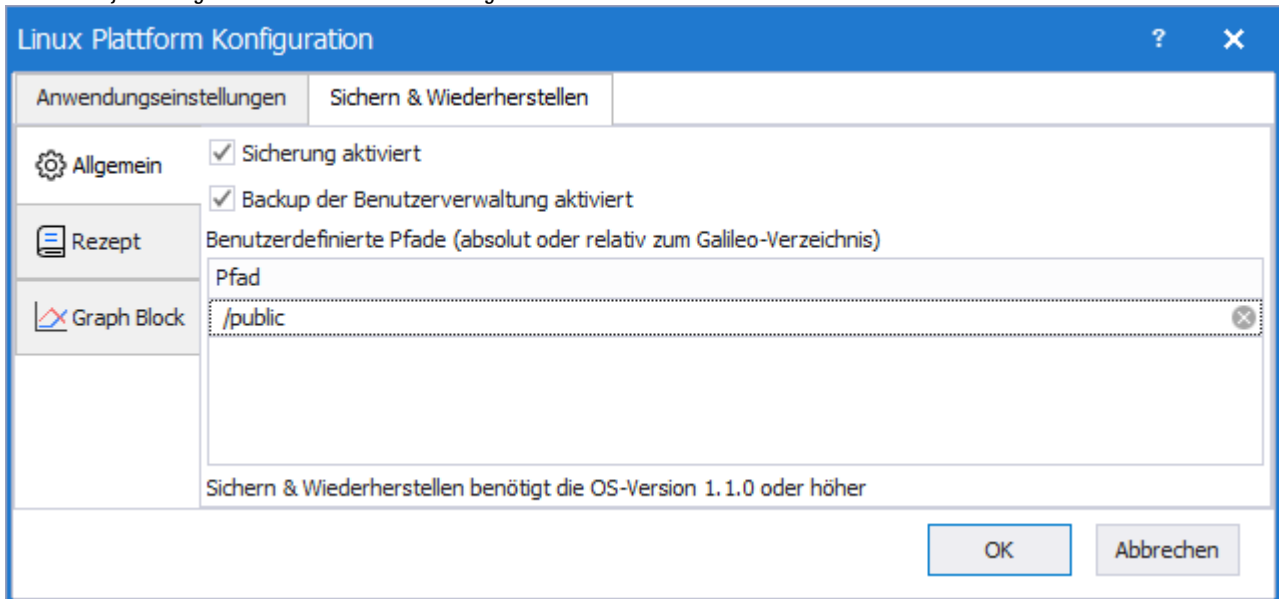 Linux Plattform Konfiguration ?
Anwendungseinstellungen Sichern & Wiederherstellen
Allgemein
Sicherung aktiviert
Backup der Benutzerverwaltung aktiviert
Rezept
Benutzerdefinierte Pfade (absolut oder relativ zum Galileo-Verzeichnis)
Pfad
Graph Block
/public
Sichern & Wiederherstellen benötigt die OS-Version 1.1.0 oder höher
OK Abbrechen